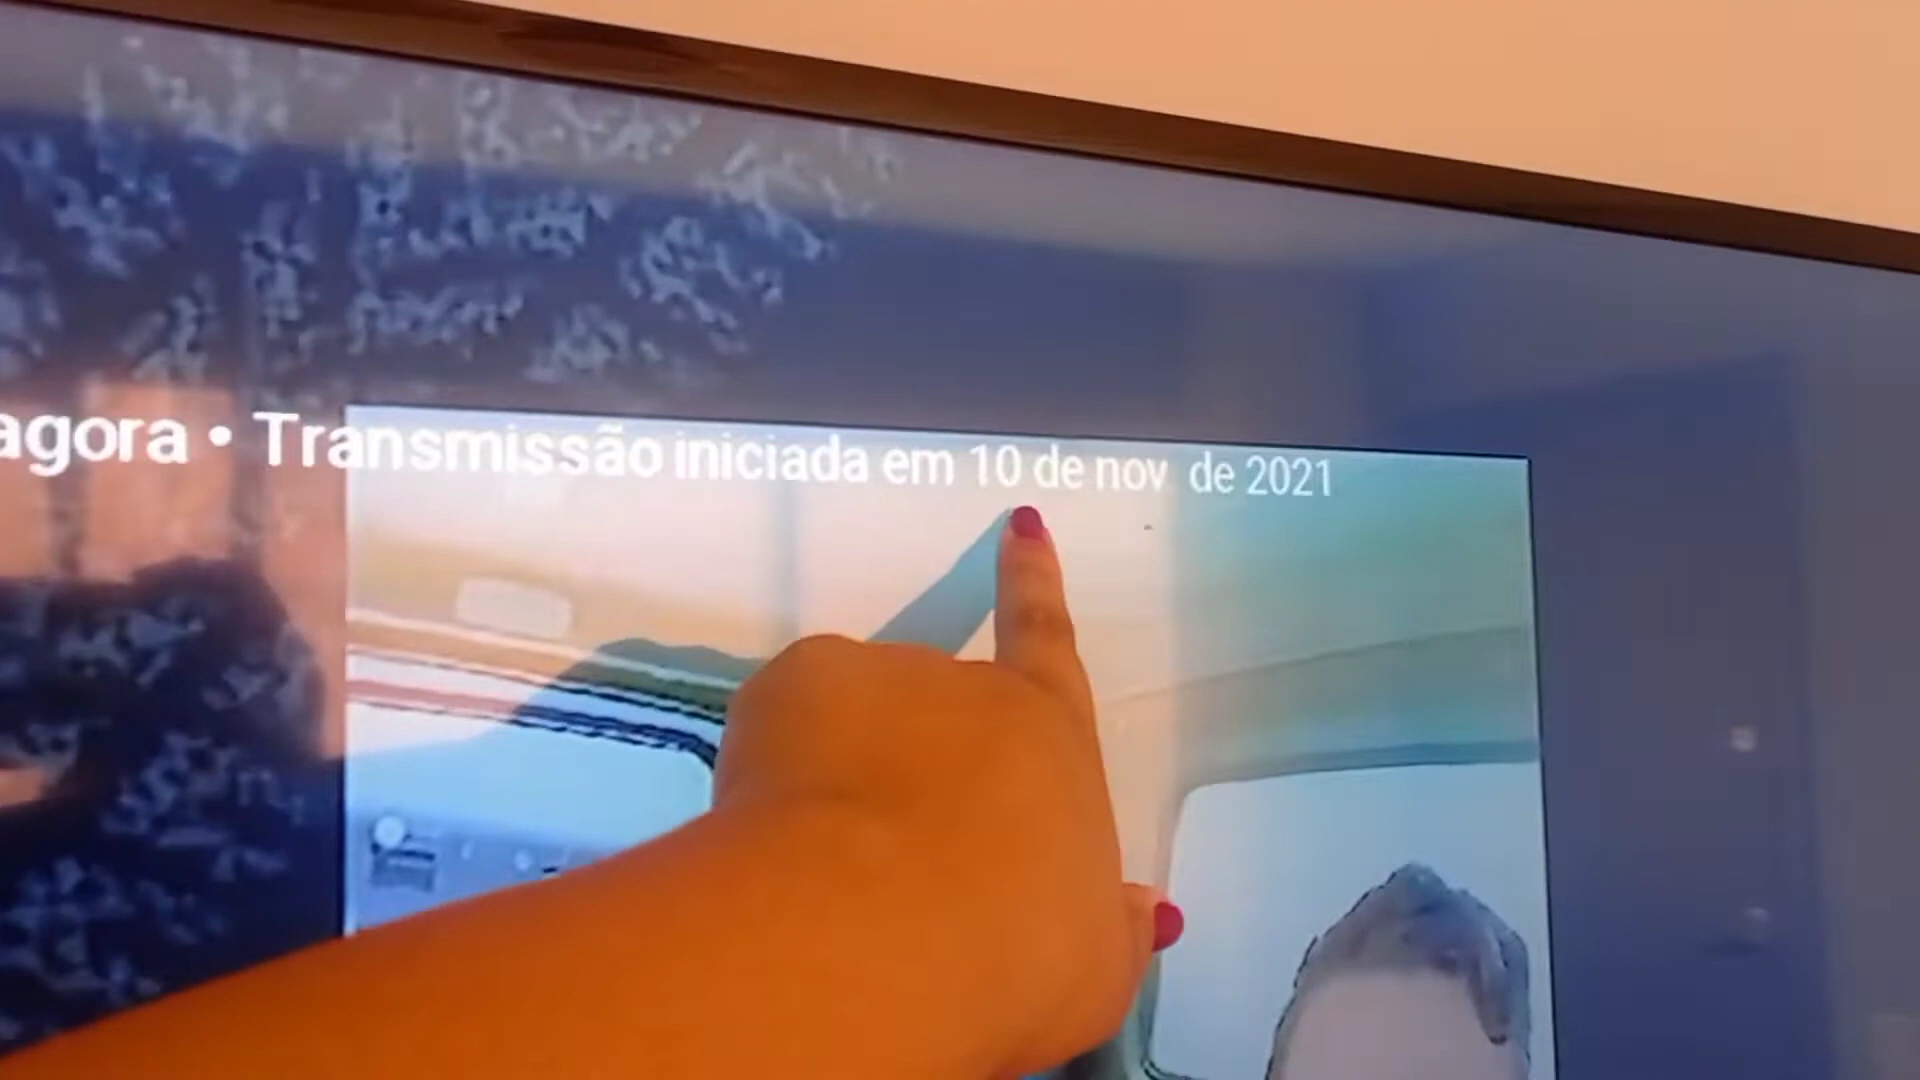 agora • Transmissão iniciada em 10 de nov de 2021